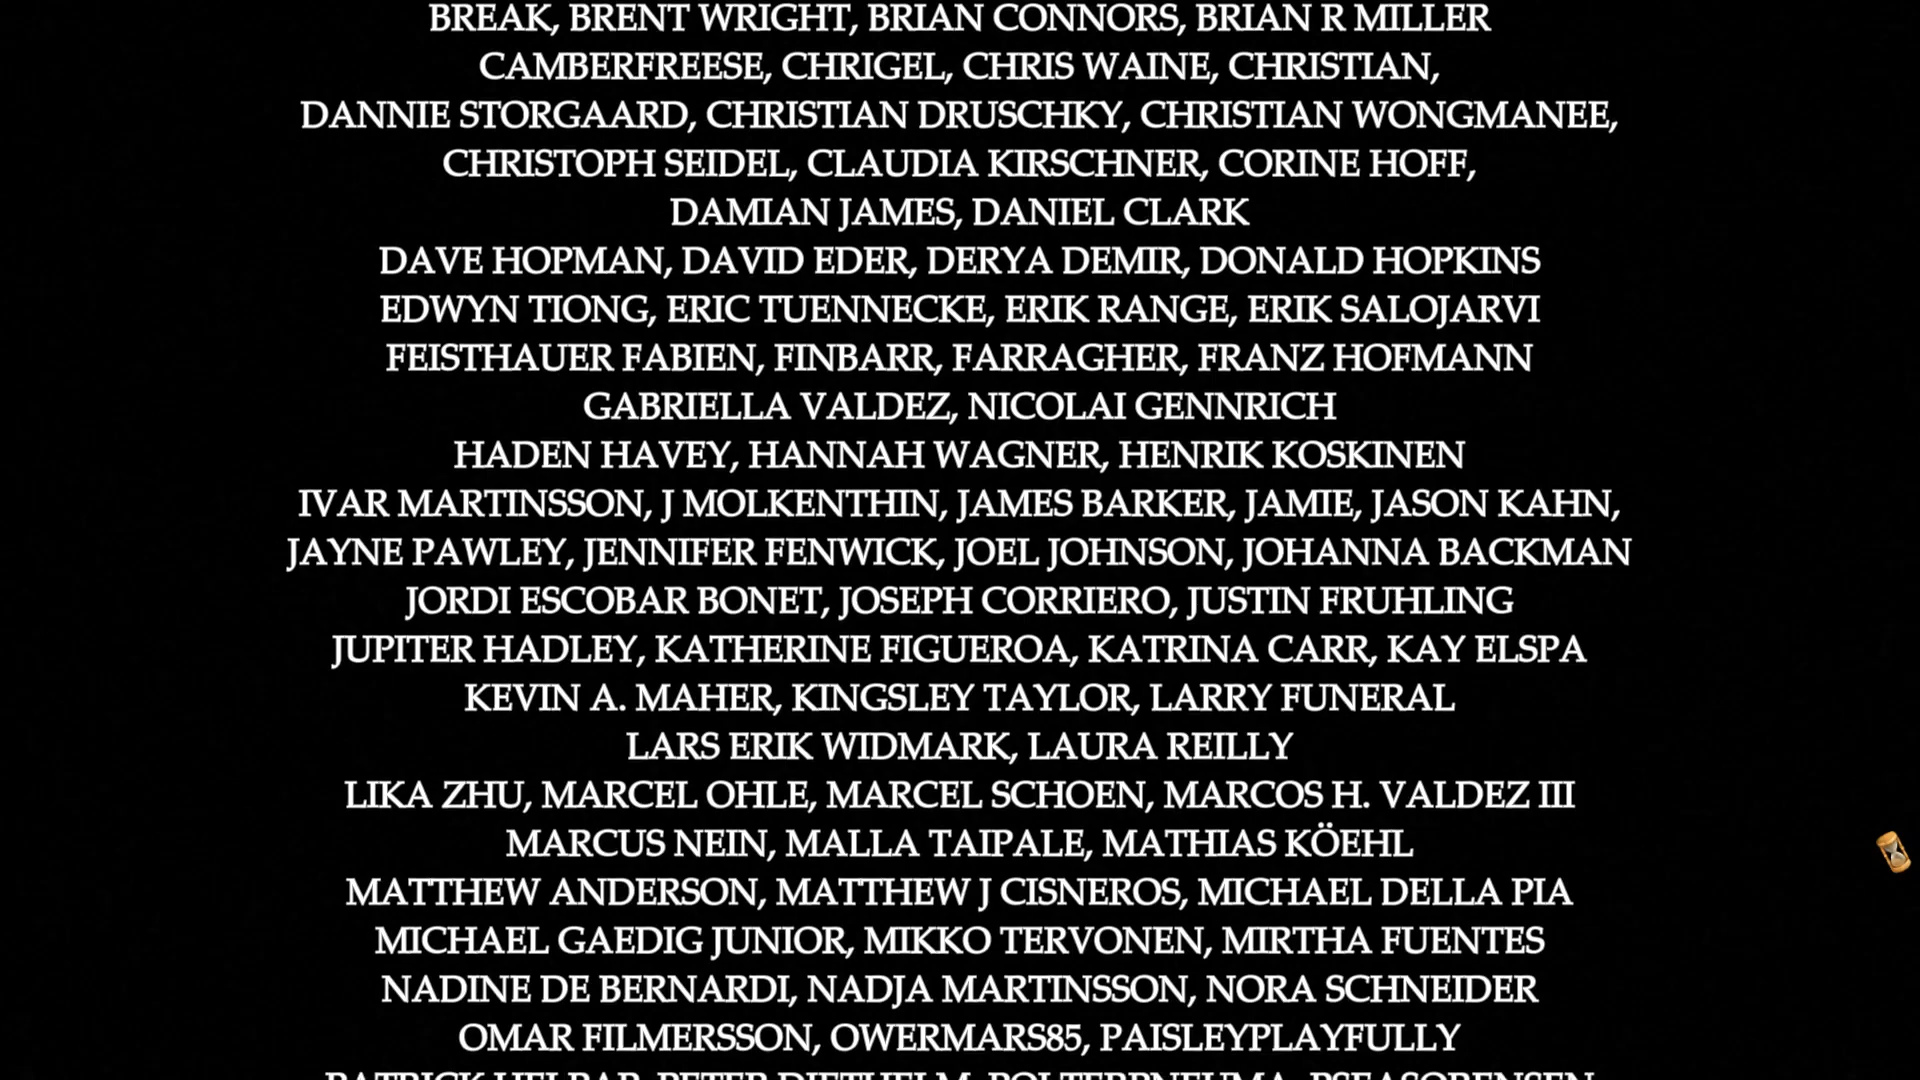 BREAK, BRENT WRIGHT, BRIAN CONNORS, BRIAN R MILLER
CAMBERFREESE, CHRIGEL, CHRIS WAINE, CHRISTIAN,
DANNIE STORGAARD, CHRISTIAN DRUSCHKY, CHRISTIAN WONGMANEE,
CHRISTOPH SEIDEL, CLAUDIA KIRSCHNER, CORINE HOFF,
DAMIAN JAMES, DANIEL CLARK
DAVE HOPMAN, DAVID EDER, DERYA DEMIR, DONALD HOPKINS
EDWYN TIONG, ERIC TUENNECKE, ERIK RANGE, ERIK SALOJARVI
FEISTHAUER FABIEN, FINBARR, FARRAGHER, FRANZ HOFMANN
GABRIELLA VALDEZ, NICOLAI GENNRICH
HADEN HAVEY, HANNAH WAGNER, HENRIK KOSKINEN
IVAR MARTINSSON, J MOLKENTHIN, JAMES BARKER, JAMIE, JASON KAHN,
JAYNE PAWLEY, JENNIFER FENWICK, JOEL JOHNSON, JOHANNA BACKMAN
JORDI ESCOBAR BONET, JOSEPH CORRIERO, JUSTIN FRUHLING
JUPITER HADLEY, KATHERINE FIGUEROA, KATRINA CARR, KAY ELSPA
KEVIN A. MAHER, KINGSLEY TAYLOR, LARRY FUNERAL
LARS ERIK WIDMARK, LAURA REILLY
LIKA ZHU, MARCEL OHLE, MARCEL SCHOEN, MARCOS H. VALDEZ III
MARCUS NEIN, MALLA TAIPALE, MATHIAS KÖEHL
MATTHEW ANDERSON, MATTHEW J CISNEROS, MICHAEL DELLA PIA
MICHAEL GAEDIG JUNIOR, MIKKO TERVONEN, MIRTHA FUENTES
NADINE DE BERNARDI, NADJA MARTINSSON, NORA SCHNEIDER
OMAR FILMERSSON, OWERMARS85, PAISLEYPLAYFULLY